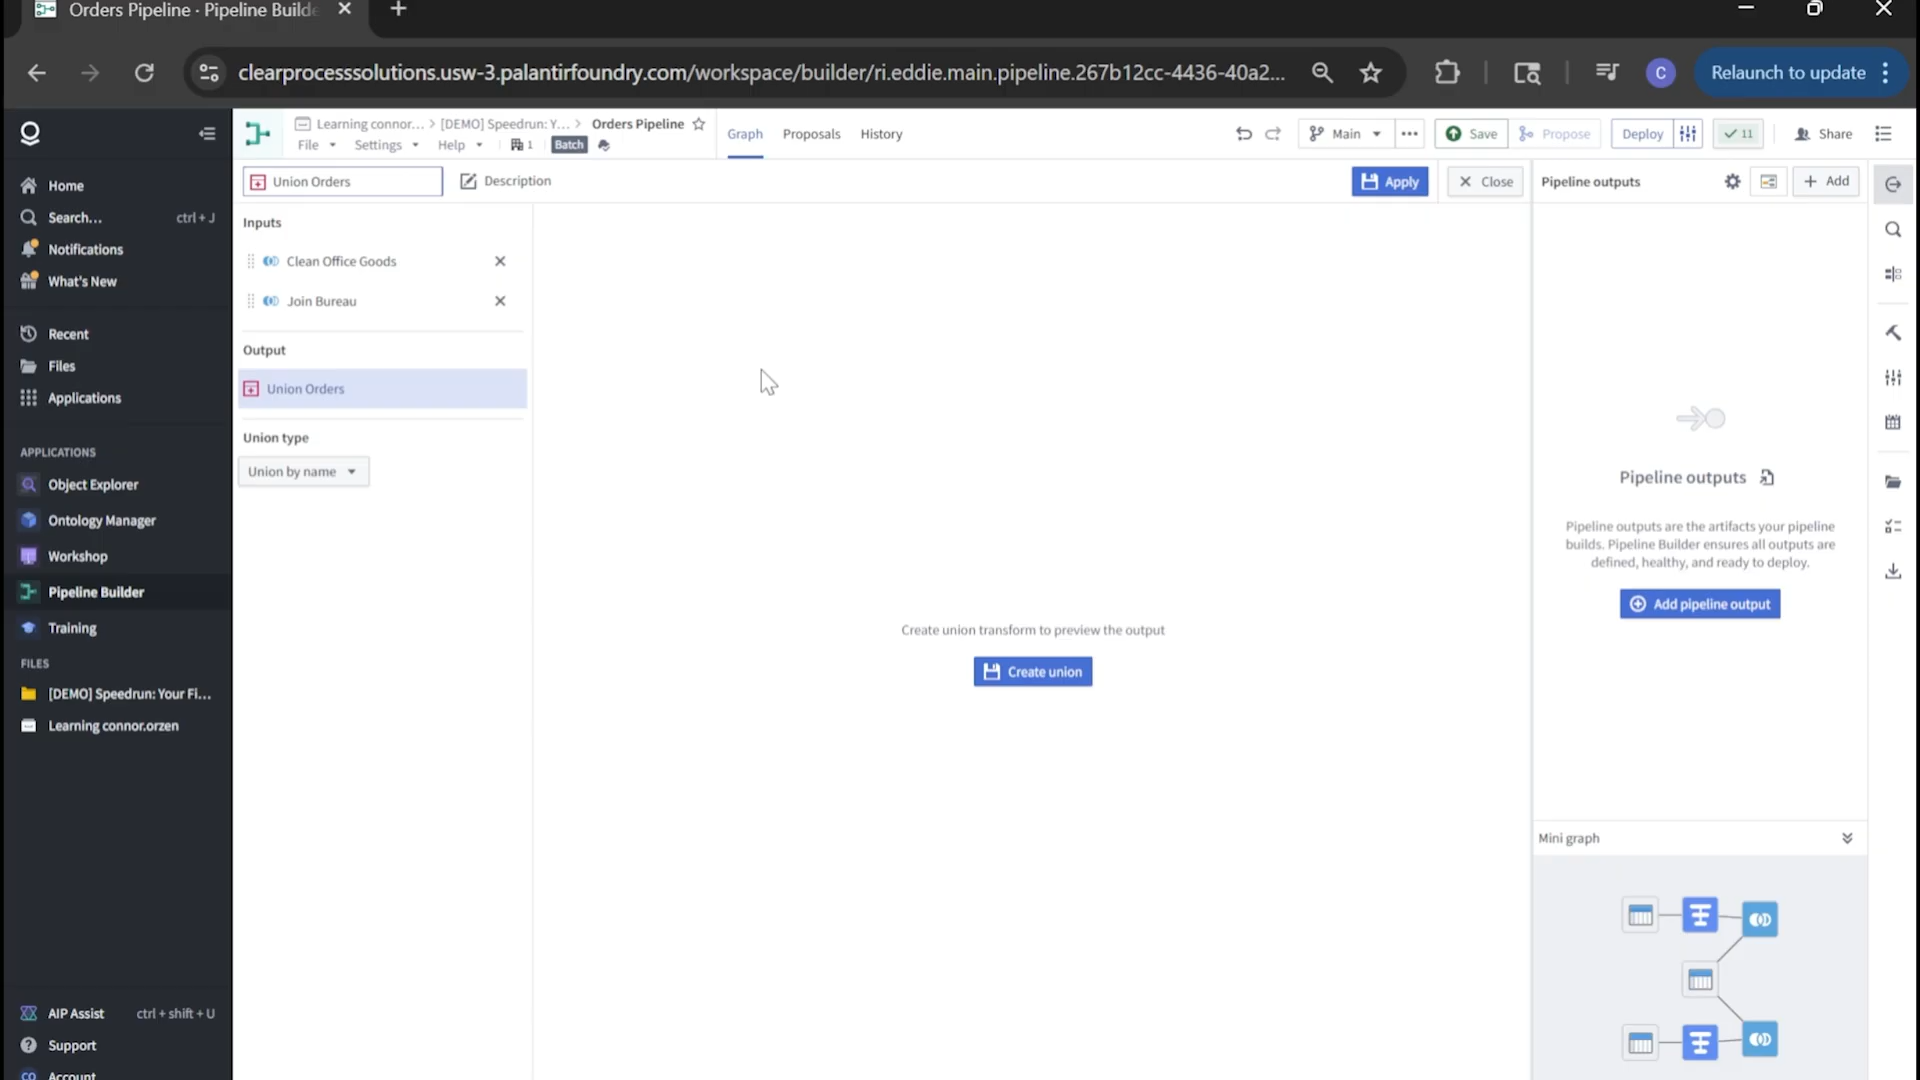 Orders Pipeline · Pipeline Builde
clearprocesssolutions.usw-3.palantirfoundry.com/workspace/builder/ri.eddie.main.pipeline.267b12cc-4436-40a2...
C
Relaunch to update
Learning connor... > [DEMO] Speedrun: Y... > Orders Pipeline
File Settings Help 1 Batch
Graph Proposals History
Main
Save Propose Deploy 11 Share
Home
Search... ctrl + J
Notifications
What's New
Recent
Files
Applications
APPLICATIONS
Object Explorer
Ontology Manager
Workshop
Pipeline Builder
Training
FILES
[DEMO] Speedrun: Your Fi...
Learning connor.orzen
AIP Assist ctrl + shift + U
Support
CO Account
Union Orders
Description
Apply Close
Inputs
Clean Office Goods
Join Bureau
Output
Union Orders
Union type
Union by name
Create union transform to preview the output
Create union
Pipeline outputs
Add
Pipeline outputs
Pipeline outputs are the artifacts your pipeline
builds. Pipeline Builder ensures all outputs are
defined, healthy, and ready to deploy.
Add pipeline output
Mini graph